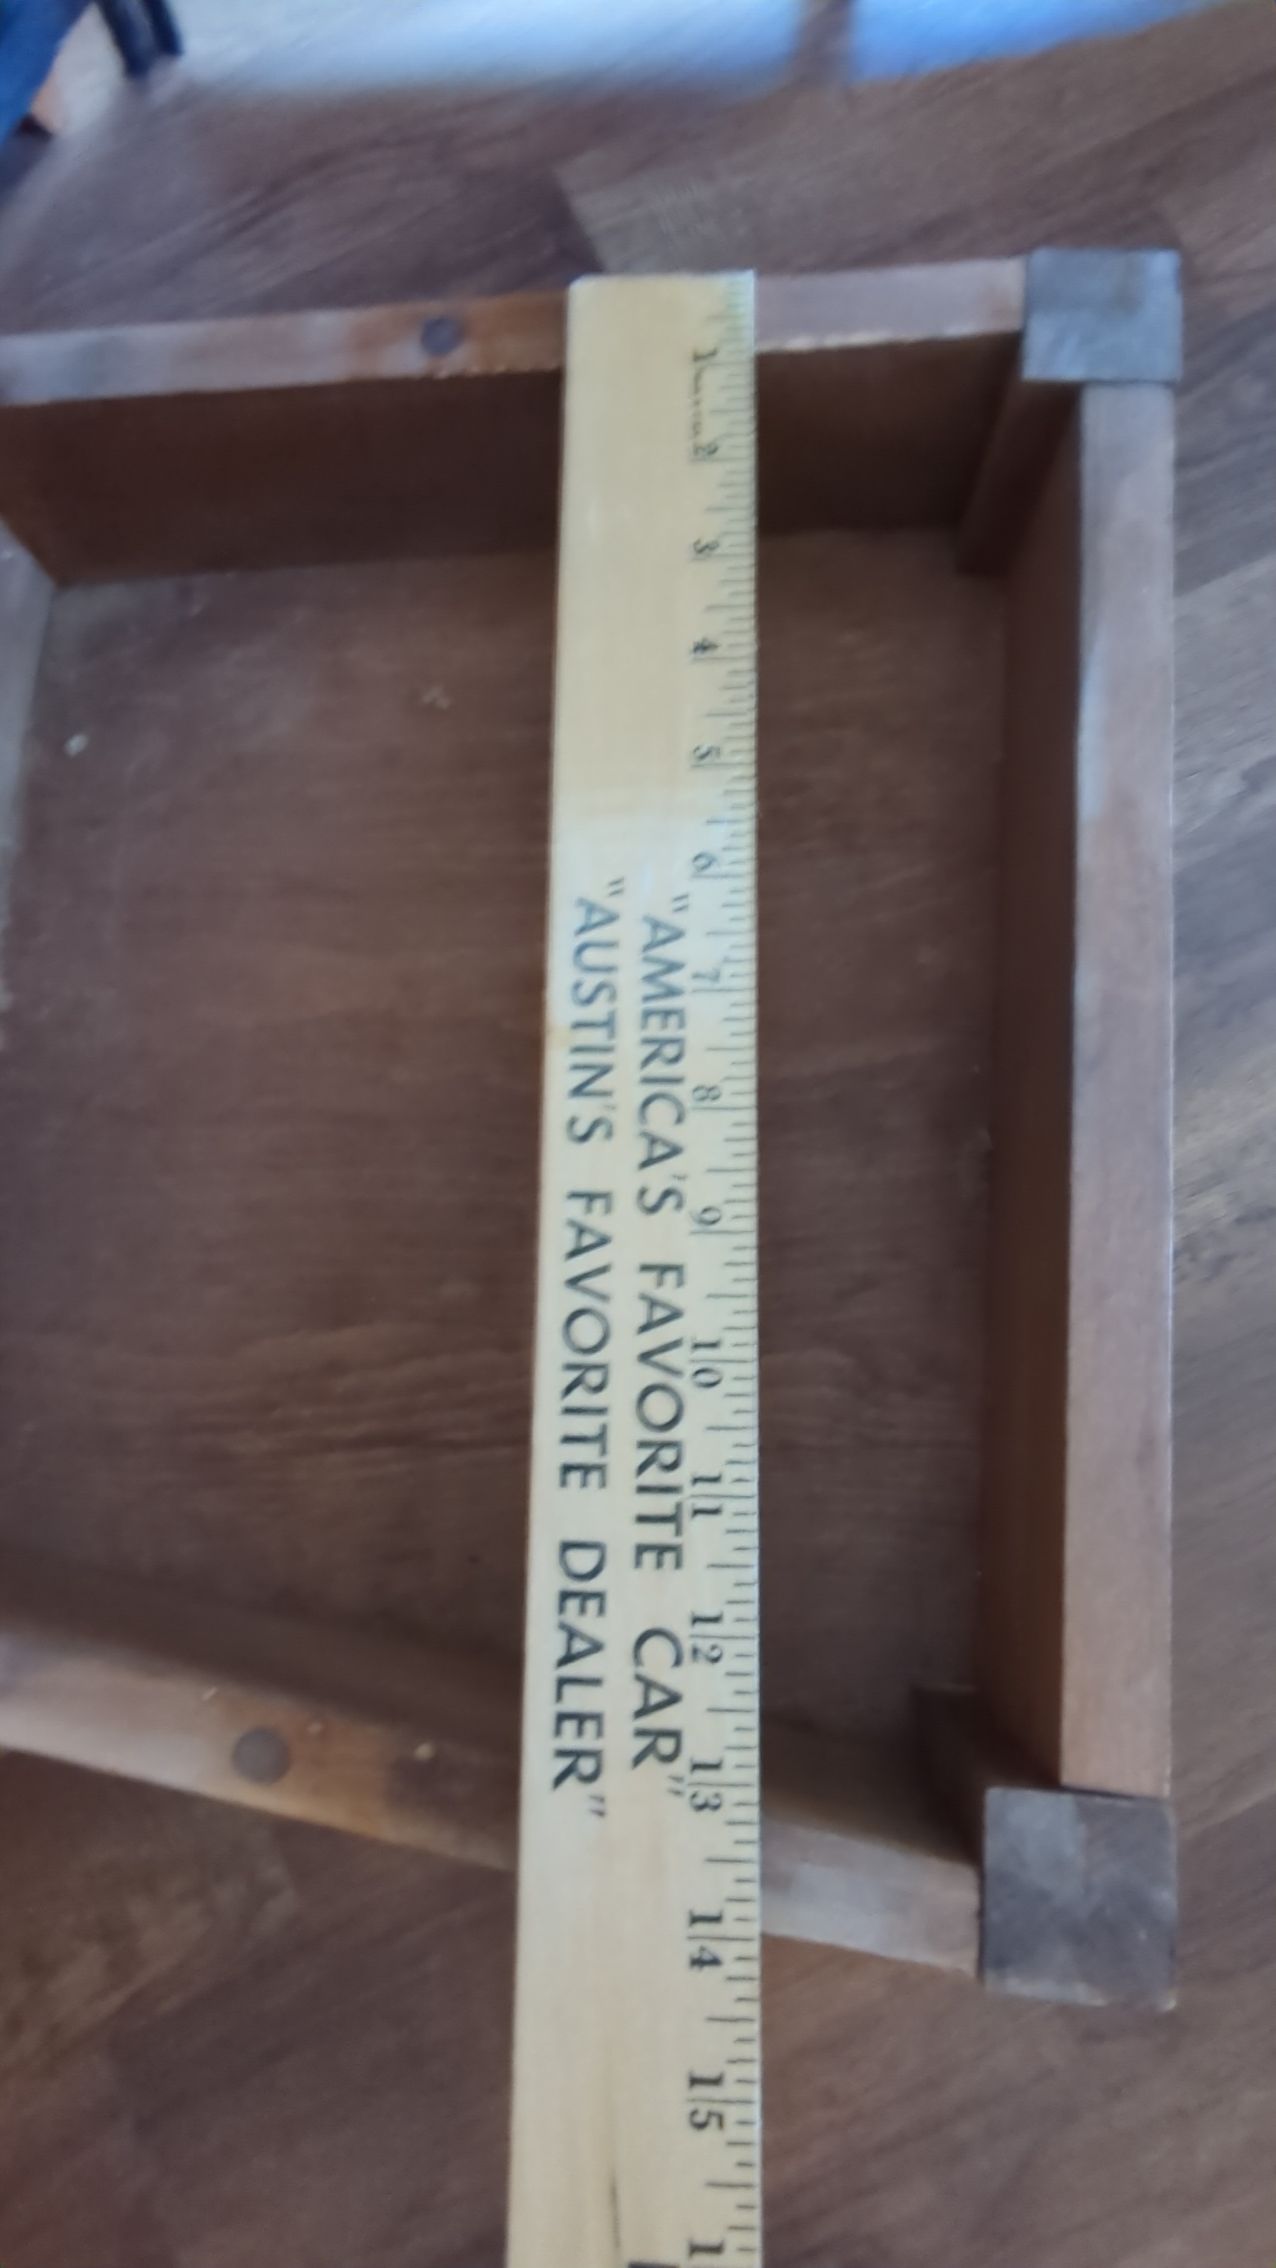 1 2 3 4 5 6 7 8 9 10 11 12 13 14 15 1
"AMERICA'S FAVORITE CAR"
"AUSTIN'S FAVORITE DEALER"